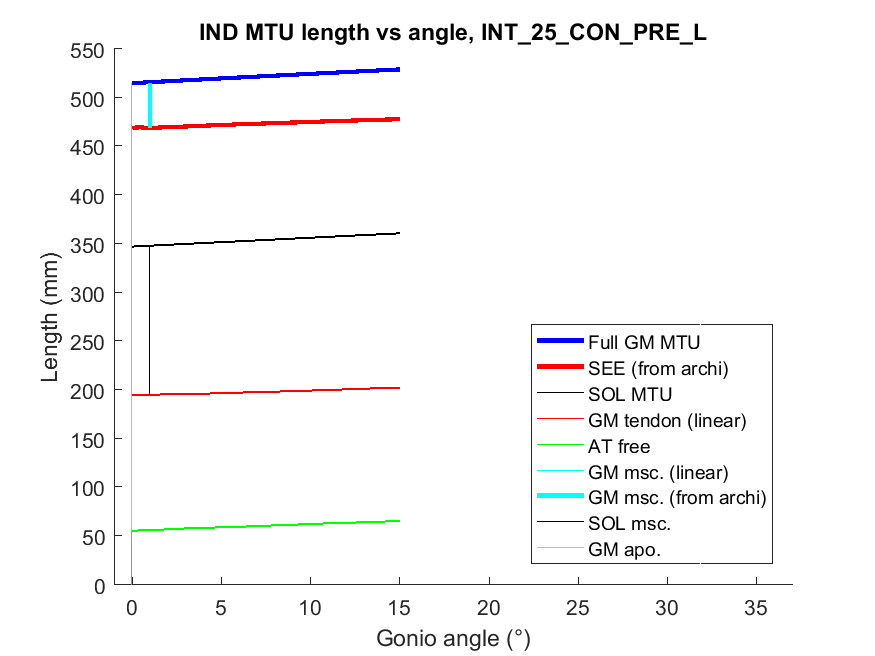 IND MTU length vs angle, INT_25_CON_PRE_L
550
500
450
400
350
300
250
200
150
100
50
0
Length (mm)
Full GM MTU
SEE (from archi)
SOL MTU
GM tendon (linear)
AT free
GM msc. (linear)
GM msc. (from archi)
SOL msc.
GM apo.
0 5 10 15 20 25 30 35
Gonio angle (°)